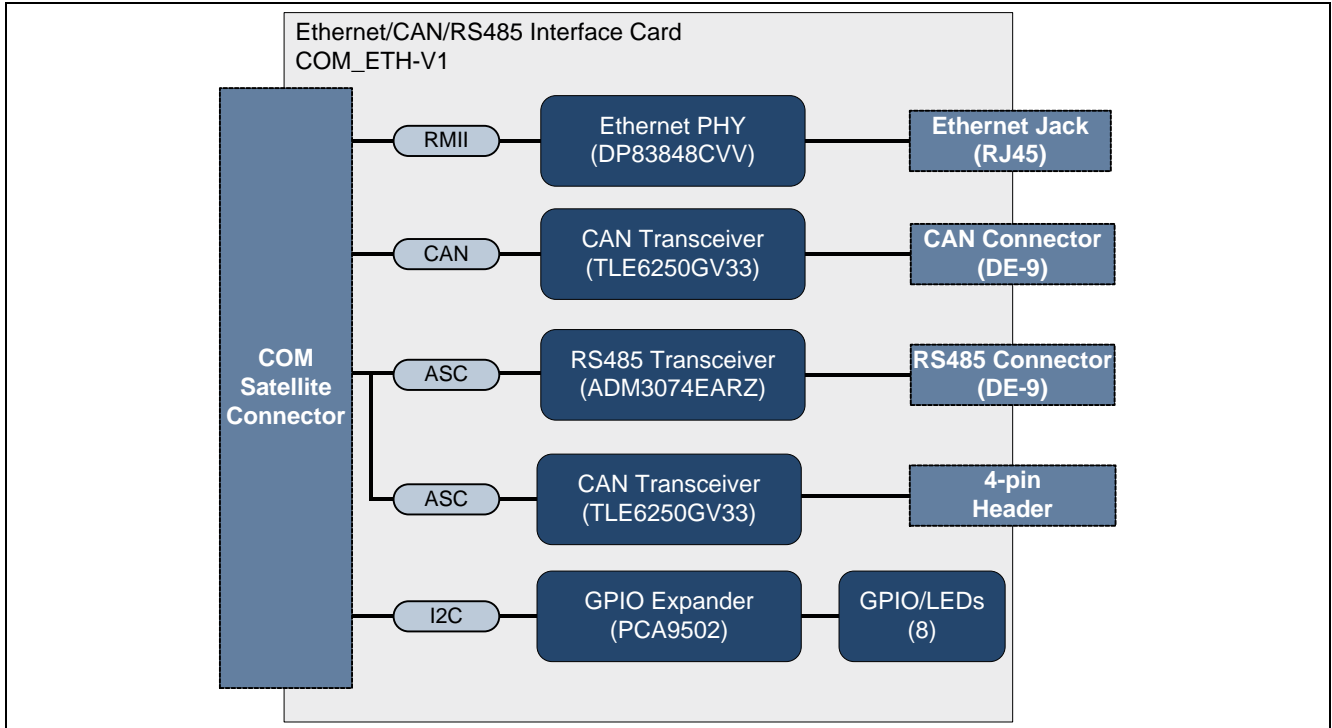 Ethernet/CAN/RS485 Interface Card
COM_ETH-V1
COM
Satellite
Connector
RMII
Ethernet PHY
(DP83848CVV)
Ethernet Jack
(RJ45)
CAN
CAN Transceiver
(TLE6250GV33)
CAN Connector
(DE-9)
ASC
RS485 Transceiver
(ADM3074EARZ)
RS485 Connector
(DE-9)
ASC
CAN Transceiver
(TLE6250GV33)
4-pin
Header
I2C
GPIO Expander
(PCA9502)
GPIO/LEDs
(8)